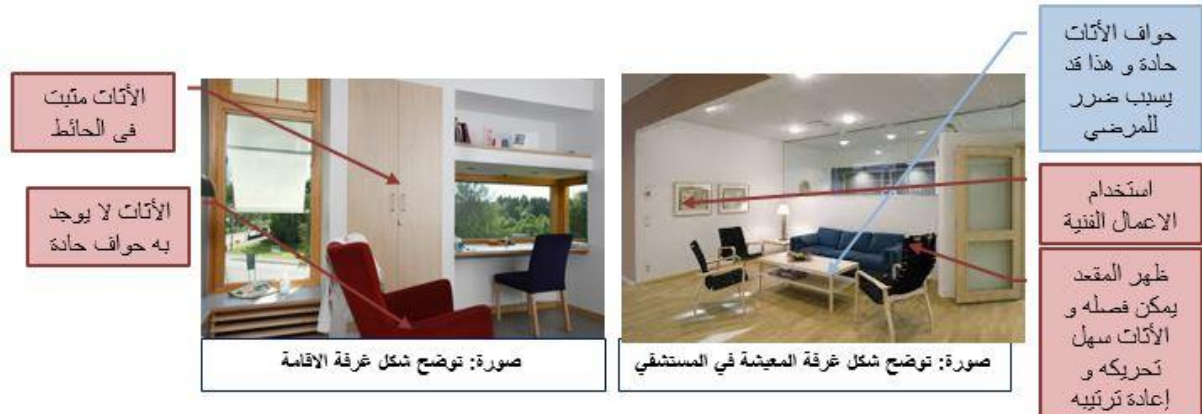 حواف الأثاث
حادة و هذا قد
يسبب ضرر
للمرضي
استخدام
الاعمال الفنية
ظهر المقعد
يمكن فصله و
الأثاث سهل
تحريكه و
إعادة ترتيبه
صورة: توضح شكل غرفة المعيشة في المستشفي
الأثاث مثبت
فى الحائط
الأثاث لا يوجد
به حواف حادة
صورة: توضح شكل غرفة الاقامة